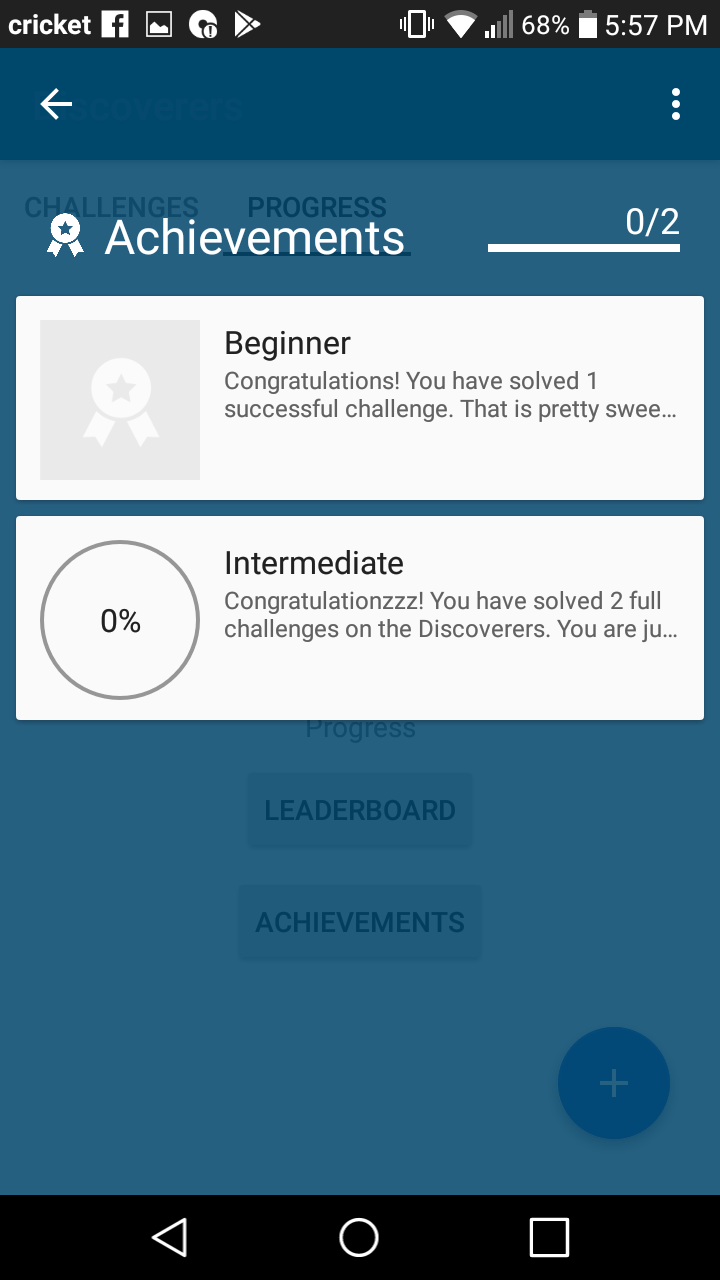 cricket 68% 5:57 PM
Discoverers
CHALLENGES PROGRESS
Achievements 0/2
Beginner
Congratulations! You have solved 1
successful challenge. That is pretty swee...
Intermediate
0%
Congratulationzzz! You have solved 2 full
challenges on the Discoverers. You are ju...
Progress
LEADERBOARD
ACHIEVEMENTS